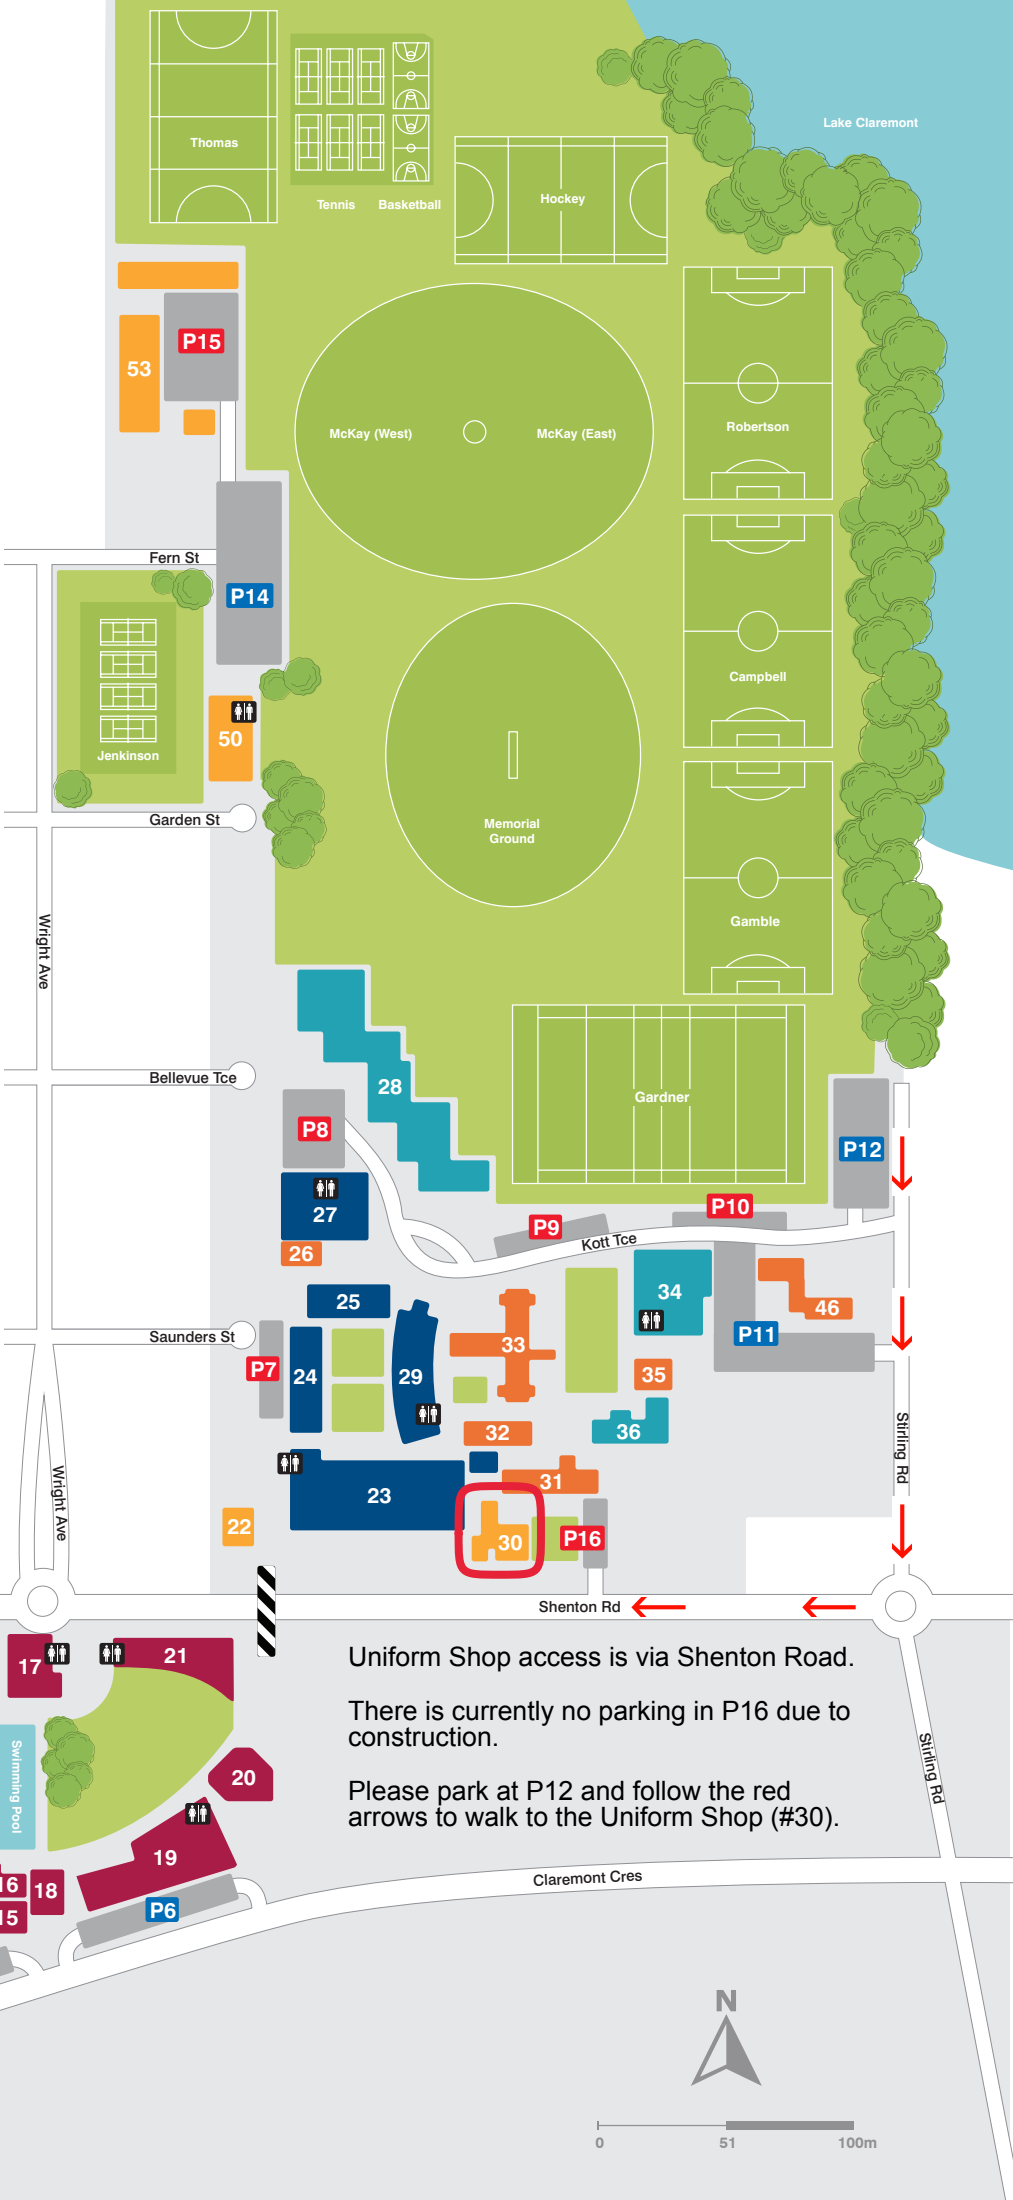 Lake Claremont
Thomas
Tennis
Basketball
Hockey
P15
53
McKay (West)
McKay (East)
Robertson
Fern St
P14
Campbell
50
Jenkinson
Garden St
Memorial
Ground
Gamble
Wright Ave
Bellevue Tce
28
Gardner
P8
P12
27
P10
P9
Kott Tce
26
34
25
46
Saunders St
P11
33
P7
24
29
35
32
36
Stirling Rd
31
23
Wright Ave
22
30
P16
Shenton Rd
17
21
Uniform Shop access is via Shenton Road.
There is currently no parking in P16 due to
construction.
Please park at P12 and follow the red
arrows to walk to the Uniform Shop (#30).
Swimming Pool
20
Stirling Rd
19
16
18
15
P6
Claremont Cres
N
0
51
100m